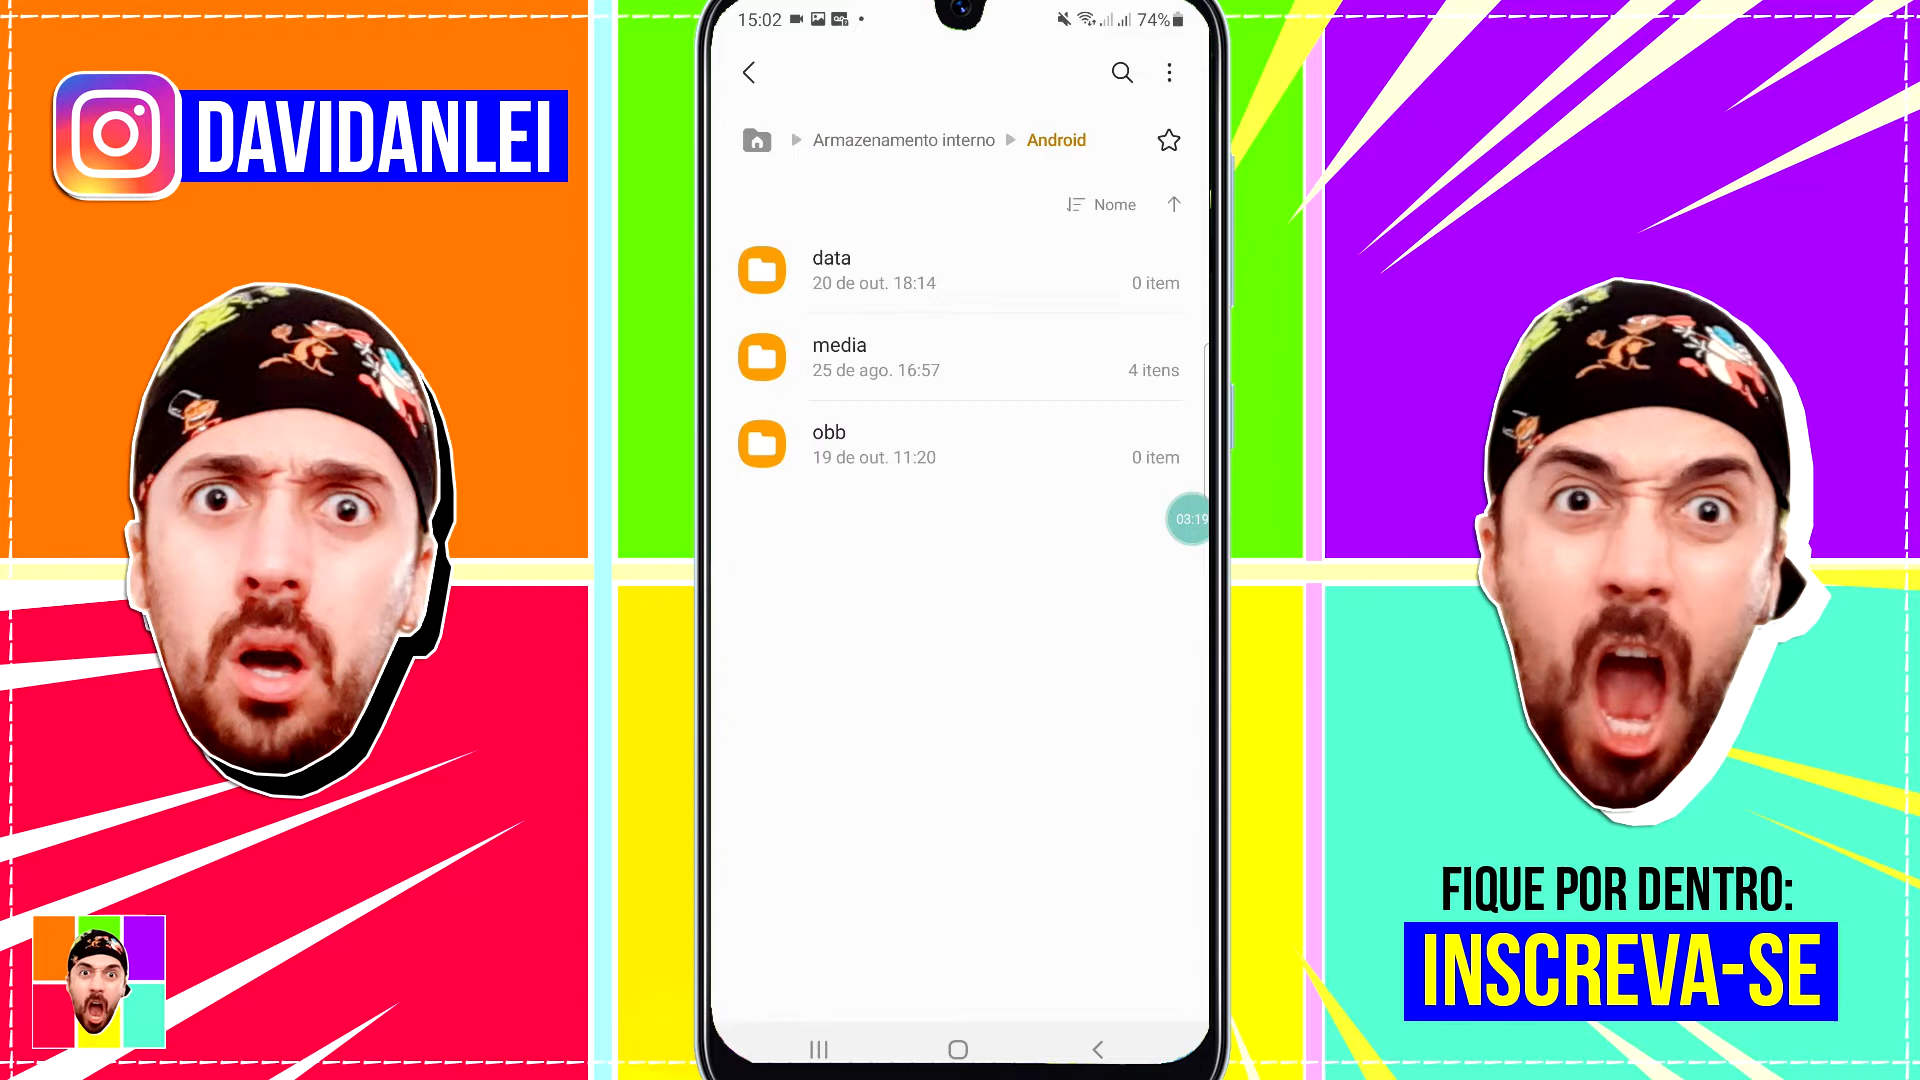 DAVIDANLEI
15:02
74%
Armazenamento interno
Android
Nome
data
20 de out. 18:14
0 item
media
25 de ago. 16:57
4 itens
obb
19 de out. 11:20
0 item
03:19
FIQUE POR DENTRO:
INSCREVA-SE